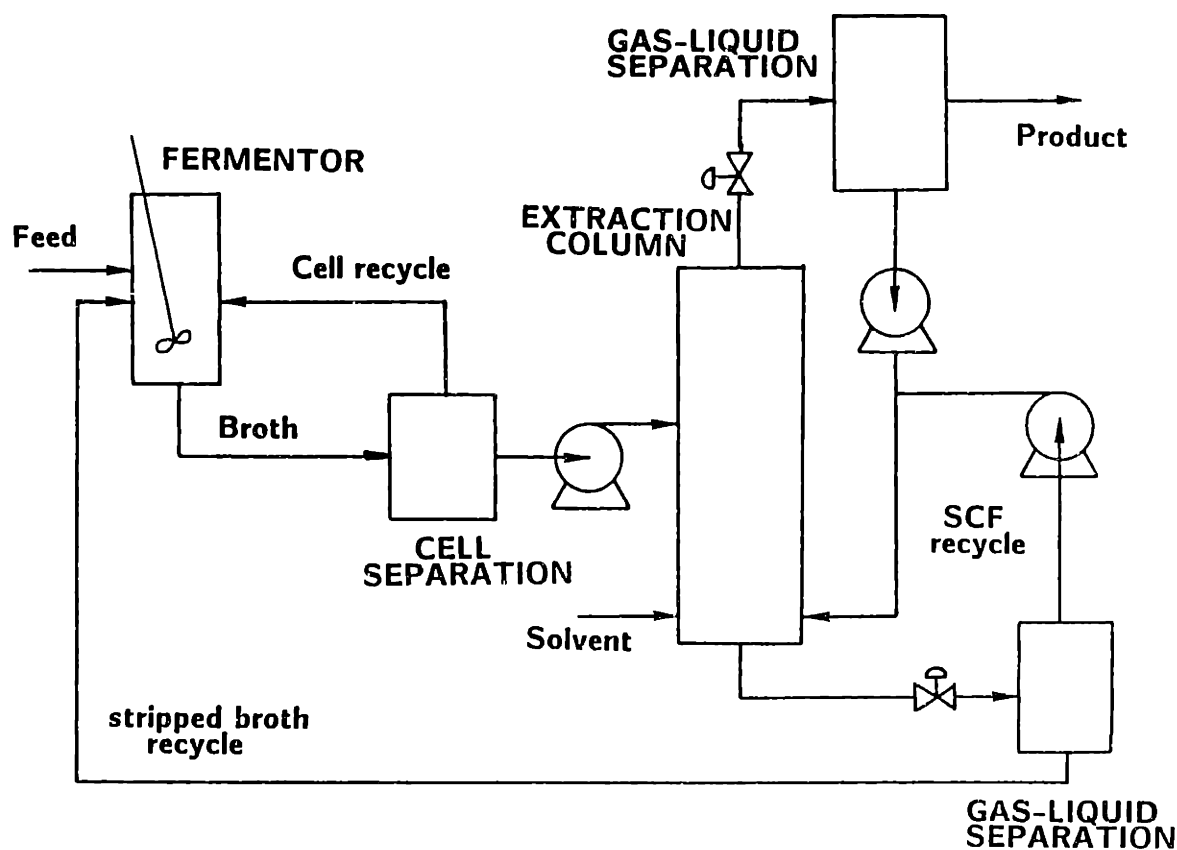 GAS-LIQUID
SEPARATION
Product
FERMENTOR
EXTRACTION
COLUMN
Feed
Cell recycle
Broth
CELL
SEPARATION
SCF
recycle
Solvent
stripped broth
recycle
GAS-LIQUID
SEPARATION